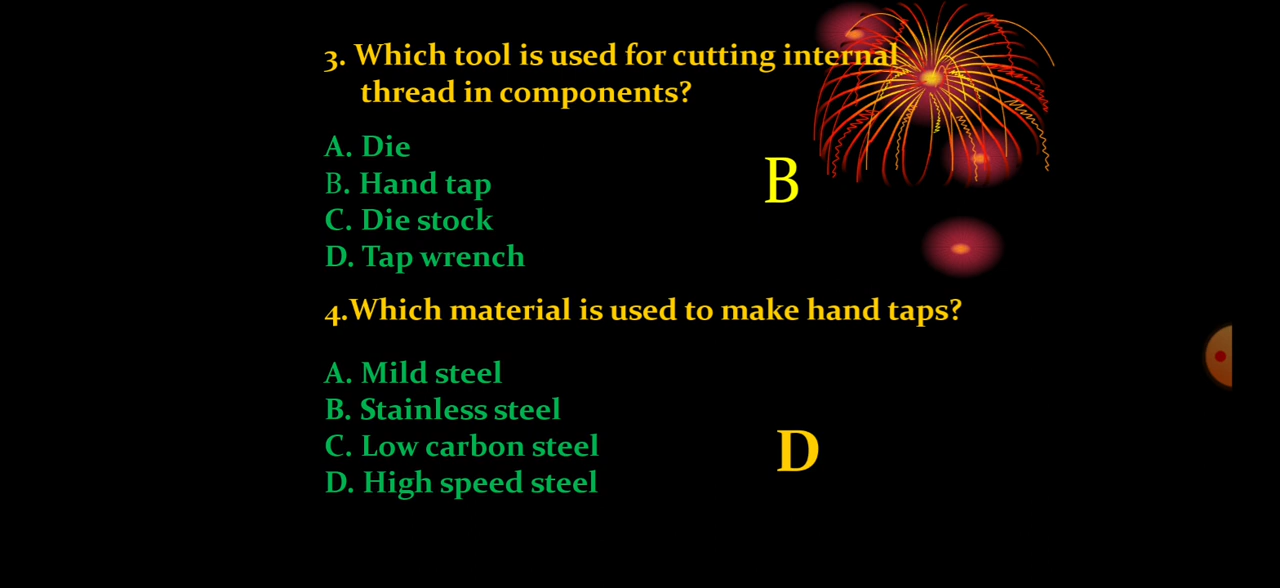 3. Which tool is used for cutting internal
thread in components?
A. Die
B. Hand tap
B
C. Die stock
D. Tap wrench
4.Which material is used to make hand taps?
A. Mild steel
B. Stainless steel
C. Low carbon steel
D
D. High speed steel